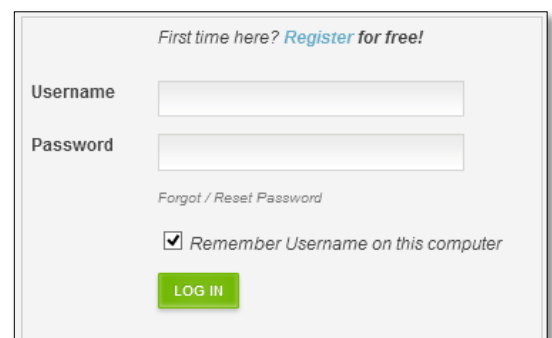 First time here? Register for free!
Username
Password
Forgot / Reset Password
Remember Username on this computer
LOG IN